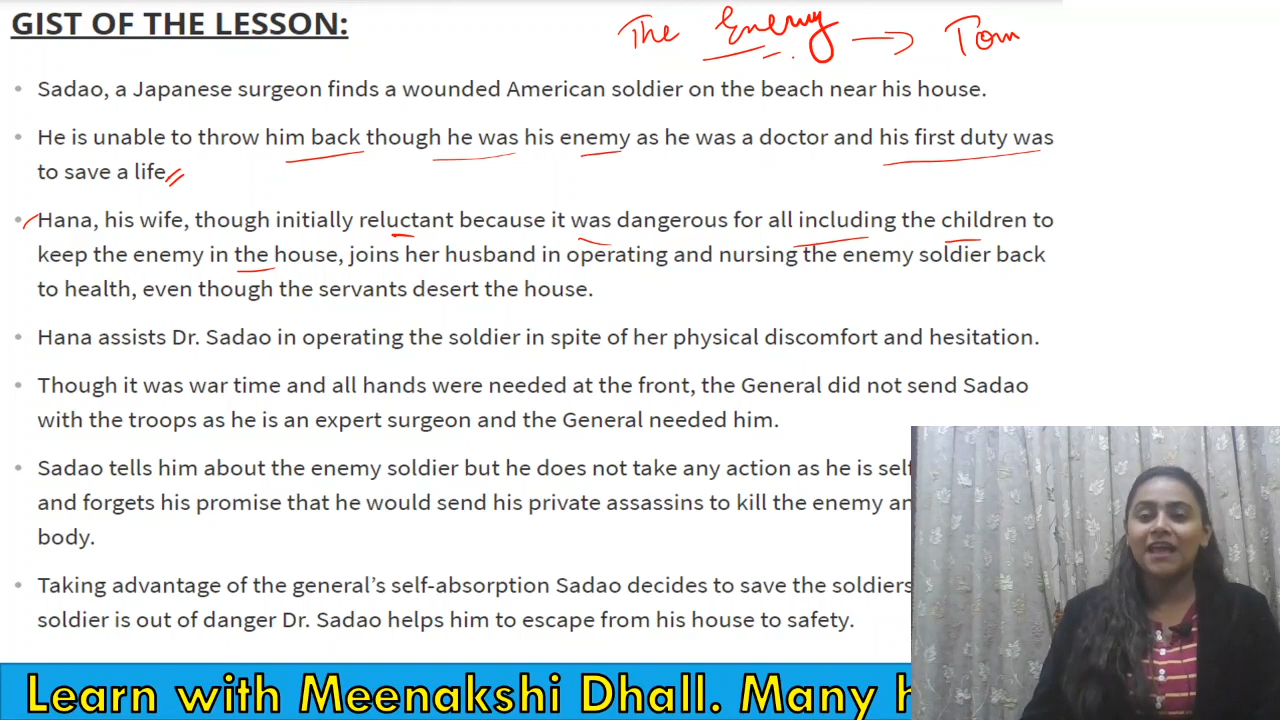 GIST OF THE LESSON:
The Enemy → Tom
• Sadao, a Japanese surgeon finds a wounded American soldier on the beach near his house.
• He is unable to throw him back though he was his enemy as he was a doctor and his first duty was
to save a life
• Hana, his wife, though initially reluctant because it was dangerous for all including the children to
keep the enemy in the house, joins her husband in operating and nursing the enemy soldier back
to health, even though the servants desert the house.
• Hana assists Dr. Sadao in operating the soldier in spite of her physical discomfort and hesitation.
• Though it was war time and all hands were needed at the front, the General did not send Sadao
with the troops as he is an expert surgeon and the General needed him.
• Sadao tells him about the enemy soldier but he does not take any action as he is
and forgets his promise that he would send his private assassins to kill the enemy
body.
• Taking advantage of the general’s self-absorption Sadao decides to save the soldiers
soldier is out of danger Dr. Sadao helps him to escape from his house to safety.
Learn with Meenakshi Dhall. Many